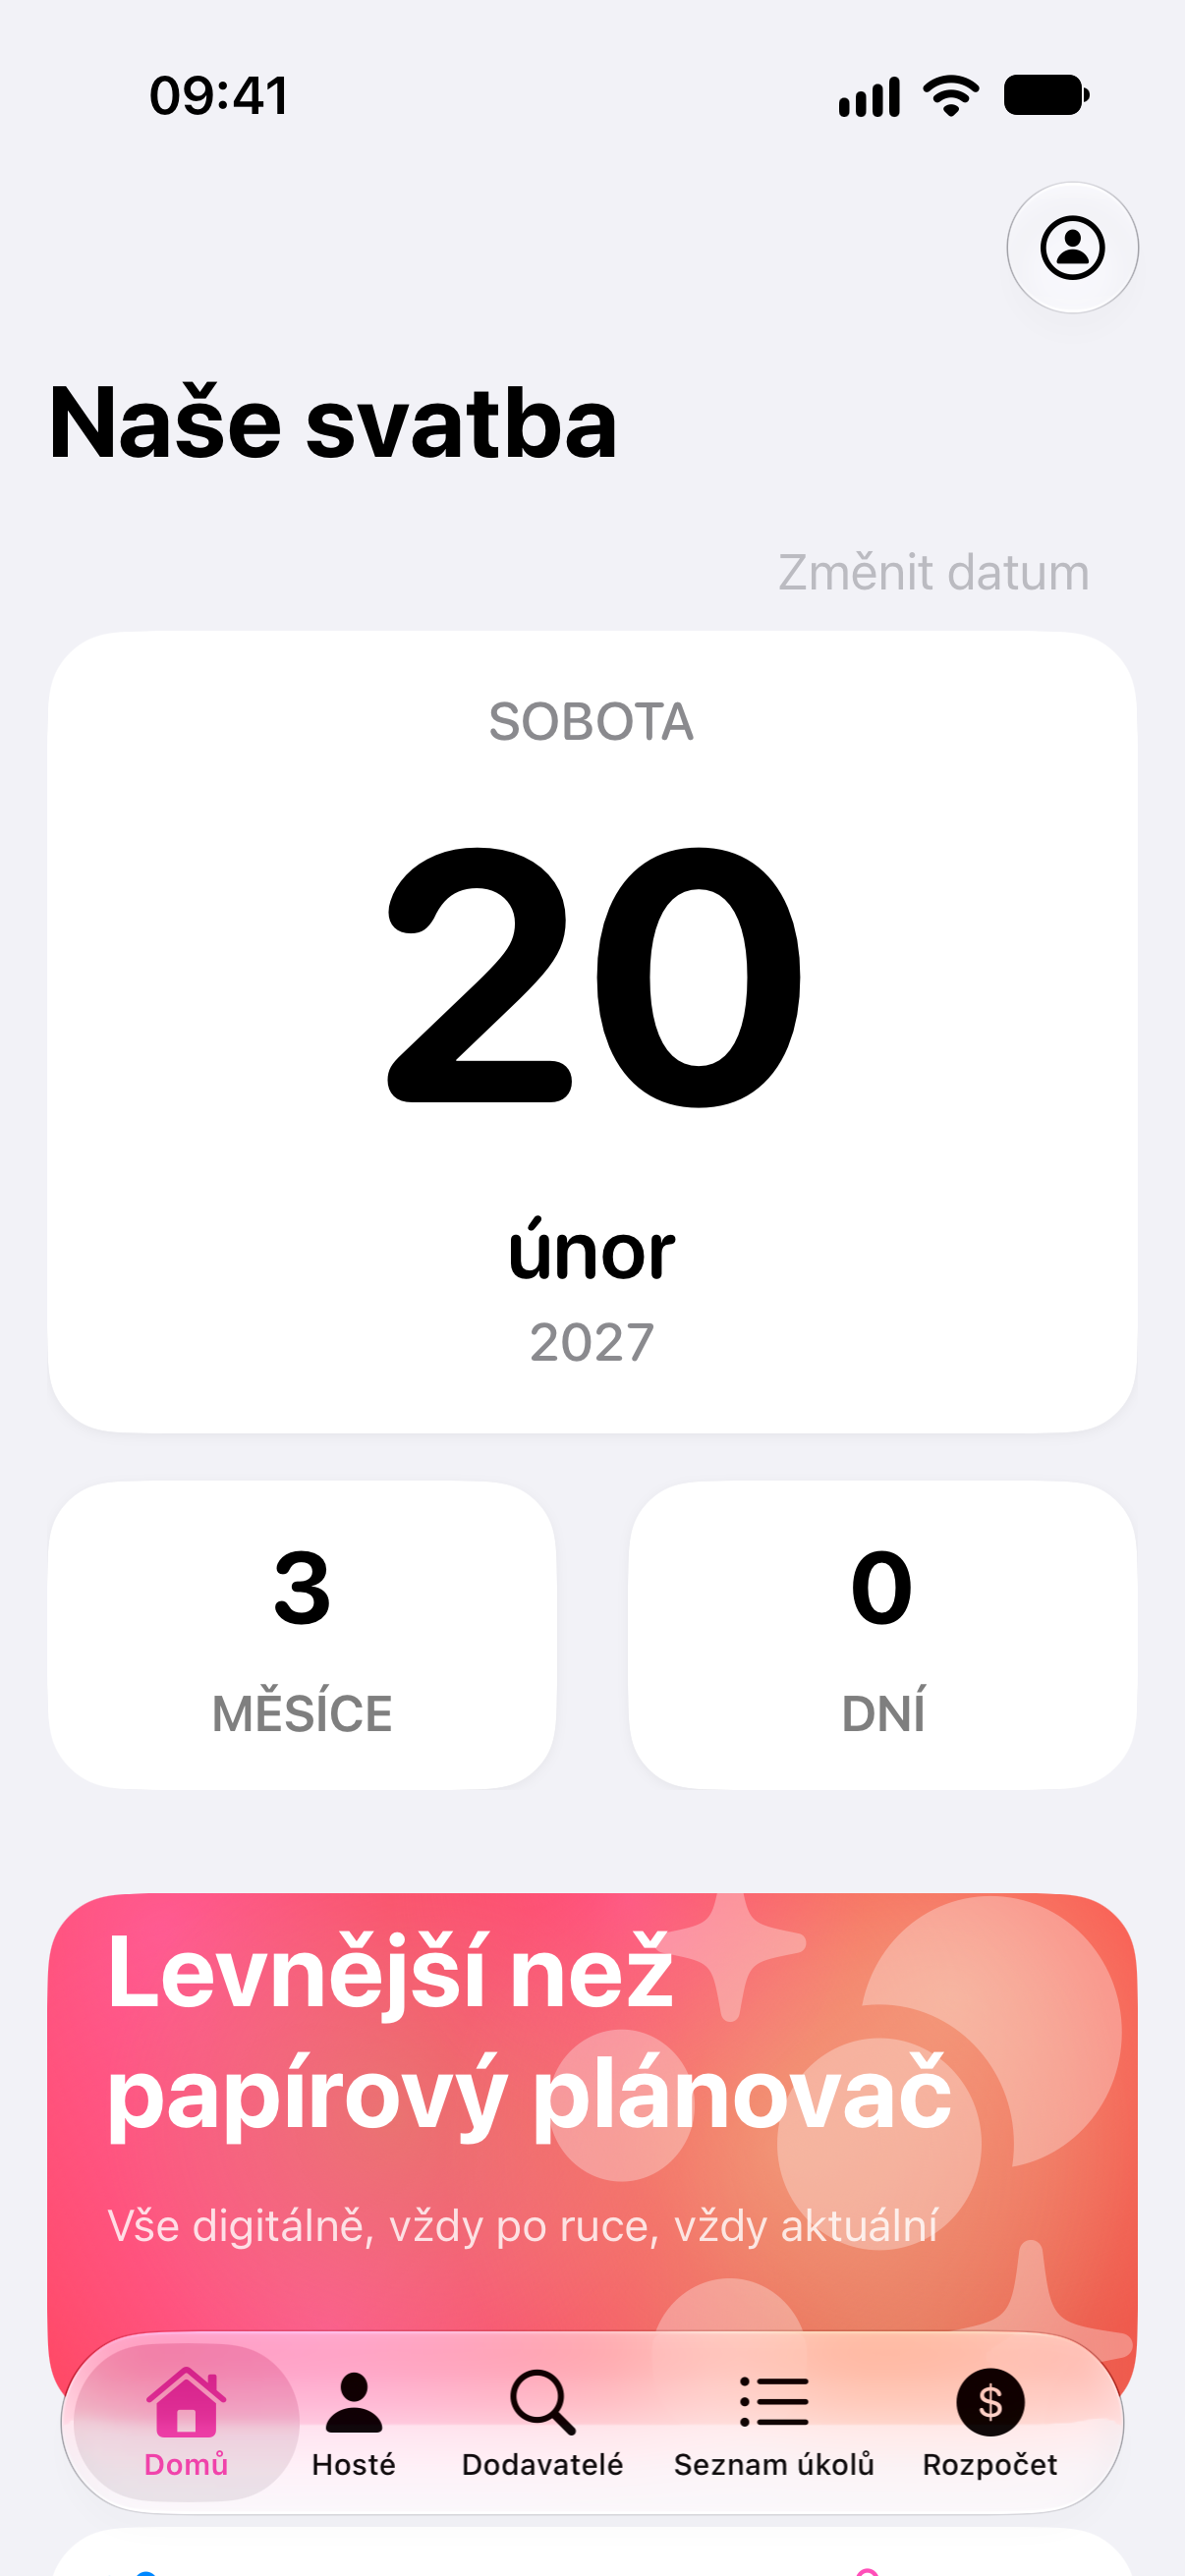 09:41
Naše svatba
Změnit datum
SOBOTA
20
únor
2027
3
MĚSÍCE
0
DNÍ
Levnější než
papírový plánovač
Vše digitálně, vždy po ruce, vždy aktuální
Domů
Hosté
Dodavatelé
Seznam úkolů
Rozpočet